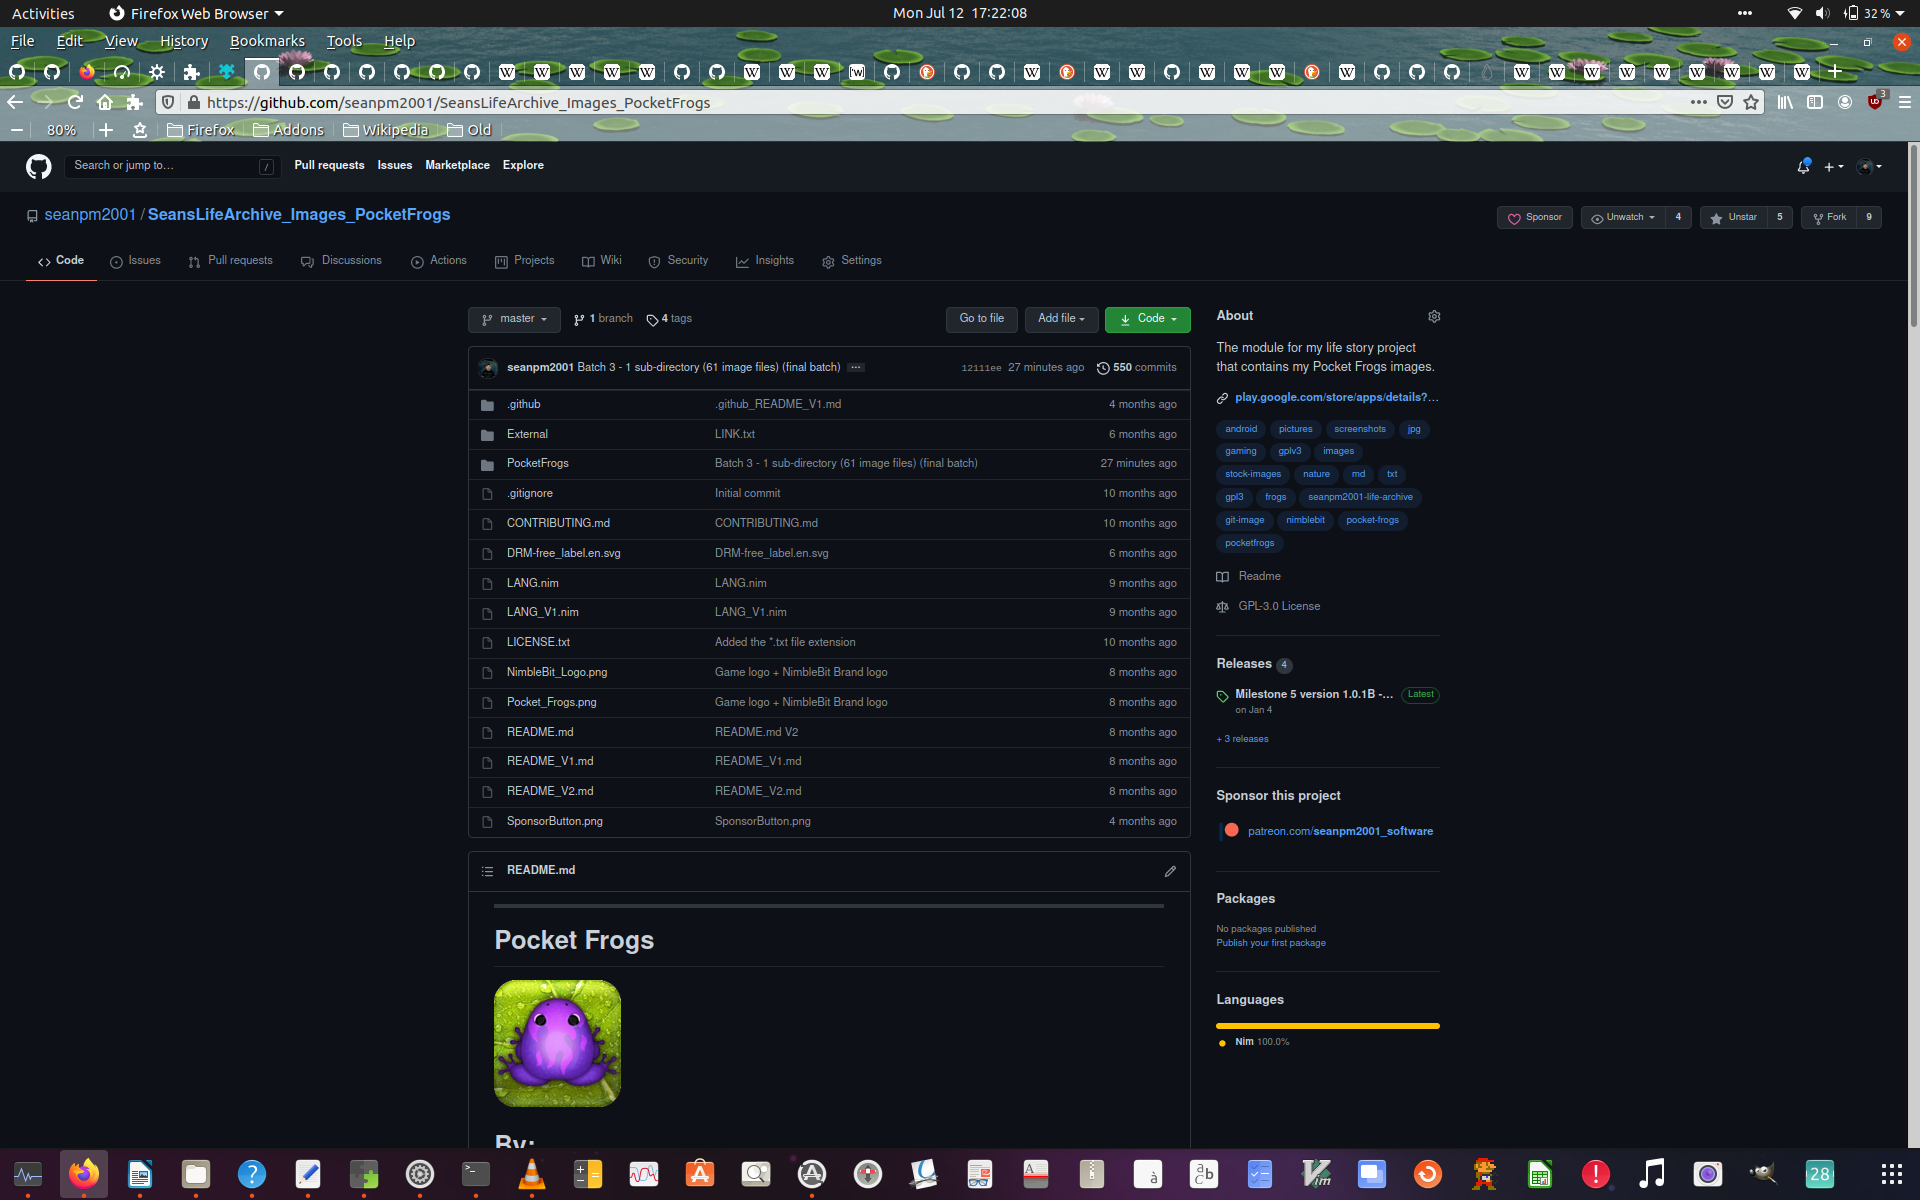 Activities Firefox Web Browser Mon Jul 12 17:22:08 32 %
File Edit View History Bookmarks Tools Help
https://github.com/seanpm2001/SeansLifeArchive_Images_PocketFrogs 3
80% Firefox Addons Wikipedia Old
Search or jump to… / Pull requests Issues Marketplace Explore
seanpm2001 / SeansLifeArchive_Images_PocketFrogs Sponsor Unwatch 4 Unstar 5 Fork 9
Code Issues Pull requests Discussions Actions Projects Wiki Security Insights Settings
master 1 branch 4 tags Go to file Add file Code
seanpm2001 Batch 3 - 1 sub-directory (61 image files) (final batch) ··· 12111ee 27 minutes ago 550 commits
.github .github_README_V1.md 4 months ago
External LINK.txt 6 months ago
PocketFrogs Batch 3 - 1 sub-directory (61 image files) (final batch) 27 minutes ago
.gitignore Initial commit 10 months ago
CONTRIBUTING.md CONTRIBUTING.md 10 months ago
DRM-free_label.en.svg DRM-free_label.en.svg 6 months ago
LANG.nim LANG.nim 9 months ago
LANG_V1.nim LANG_V1.nim 9 months ago
LICENSE.txt Added the *.txt file extension 10 months ago
NimbleBit_Logo.png Game logo + NimbleBit Brand logo 8 months ago
Pocket_Frogs.png Game logo + NimbleBit Brand logo 8 months ago
README.md README.md V2 8 months ago
README_V1.md README_V1.md 8 months ago
README_V2.md README_V2.md 8 months ago
SponsorButton.png SponsorButton.png 4 months ago
README.md
Pocket Frogs
By:
About
The module for my life story project
that contains my Pocket Frogs images.
play.google.com/store/apps/details?…
android pictures screenshots jpg
gaming gplv3 images
stock-images nature md txt
gpl3 frogs seanpm2001-life-archive
git-image nimblebit pocket-frogs
pocketfrogs
Readme
GPL-3.0 License
Releases 4
Milestone 5 version 1.0.1B -... Latest
on Jan 4
+ 3 releases
Sponsor this project
patreon.com/seanpm2001_software
Packages
No packages published
Publish your first package
Languages
Nim 100.0%
28